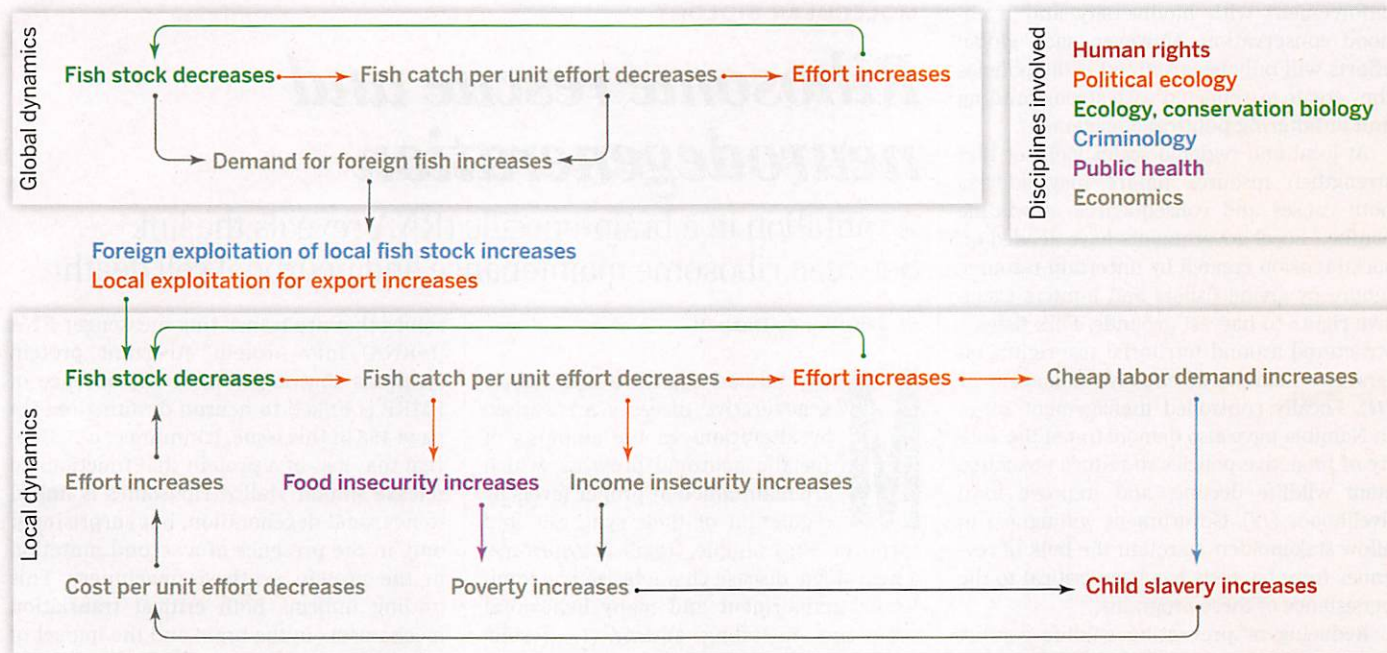 Global dynamics
Fish stock decreases
Fish catch per unit effort decreases
Effort increases
Demand for foreign fish increases
Disciplines involved
Human rights
Political ecology
Ecology, conservation biology
Criminology
Public health
Economics
Foreign exploitation of local fish stock increases
Local exploitation for export increases
Local dynamics
Fish stock decreases
Fish catch per unit effort decreases
Effort increases
Cheap labor demand increases
Effort increases
Food insecurity increases
Income insecurity increases
Cost per unit effort decreases
Poverty increases
Child slavery increases